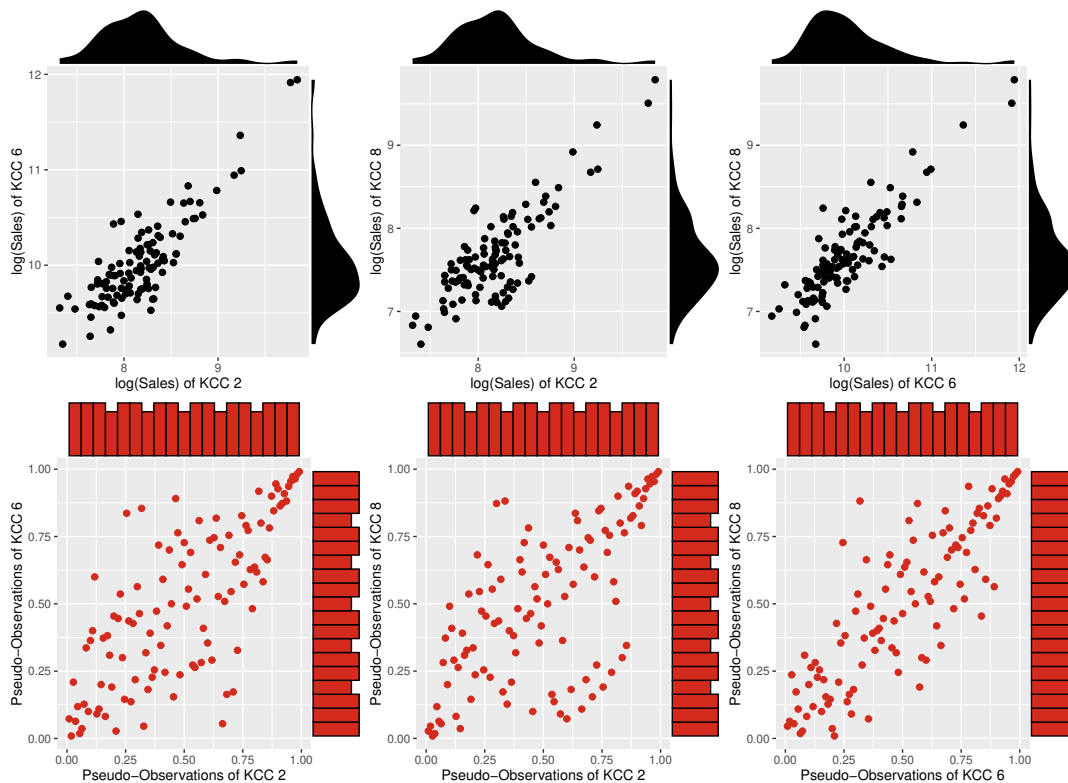 12
11
10
log(Sales) of KCC 6
8
9
log(Sales) of KCC 2
9
8
7
log(Sales) of KCC 8
8
9
log(Sales) of KCC 2
9
8
7
log(Sales) of KCC 8
10
11
12
log(Sales) of KCC 6
1.00
0.75
0.50
0.25
0.00
Pseudo−Observations of KCC 6
0.00 0.25 0.50 0.75 1.00
Pseudo−Observations of KCC 2
1.00
0.75
0.50
0.25
0.00
Pseudo−Observations of KCC 8
0.00 0.25 0.50 0.75 1.00
Pseudo−Observations of KCC 2
1.00
0.75
0.50
0.25
0.00
Pseudo−Observations of KCC 8
0.00 0.25 0.50 0.75 1.00
Pseudo−Observations of KCC 6